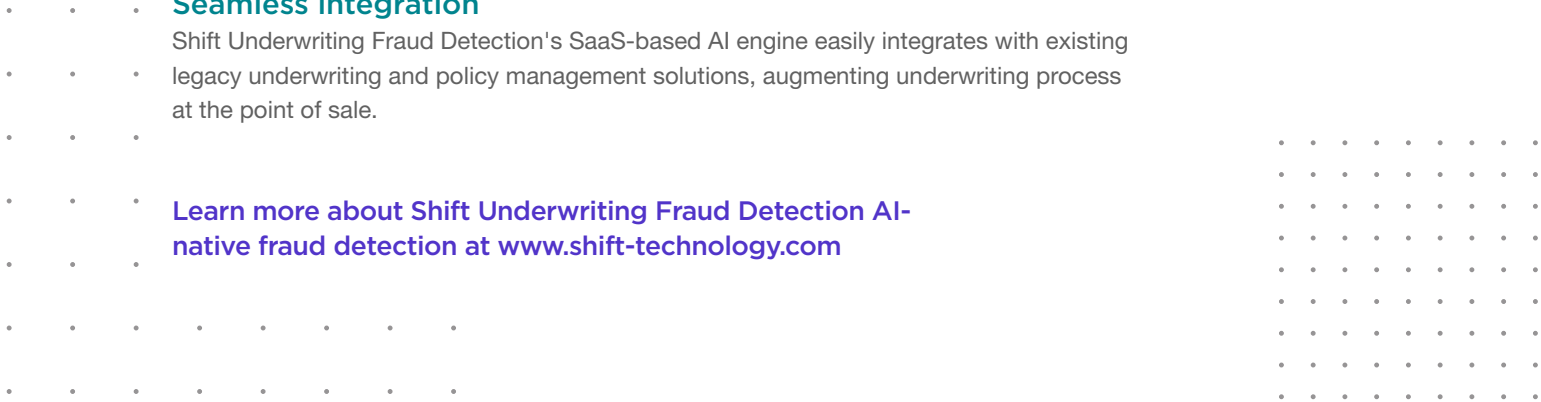 Seamless Integration
Shift Underwriting Fraud Detection's SaaS-based AI engine easily integrates with existing
legacy underwriting and policy management solutions, augmenting underwriting process
at the point of sale.
Learn more about Shift Underwriting Fraud Detection AI-
native fraud detection at www.shift-technology.com